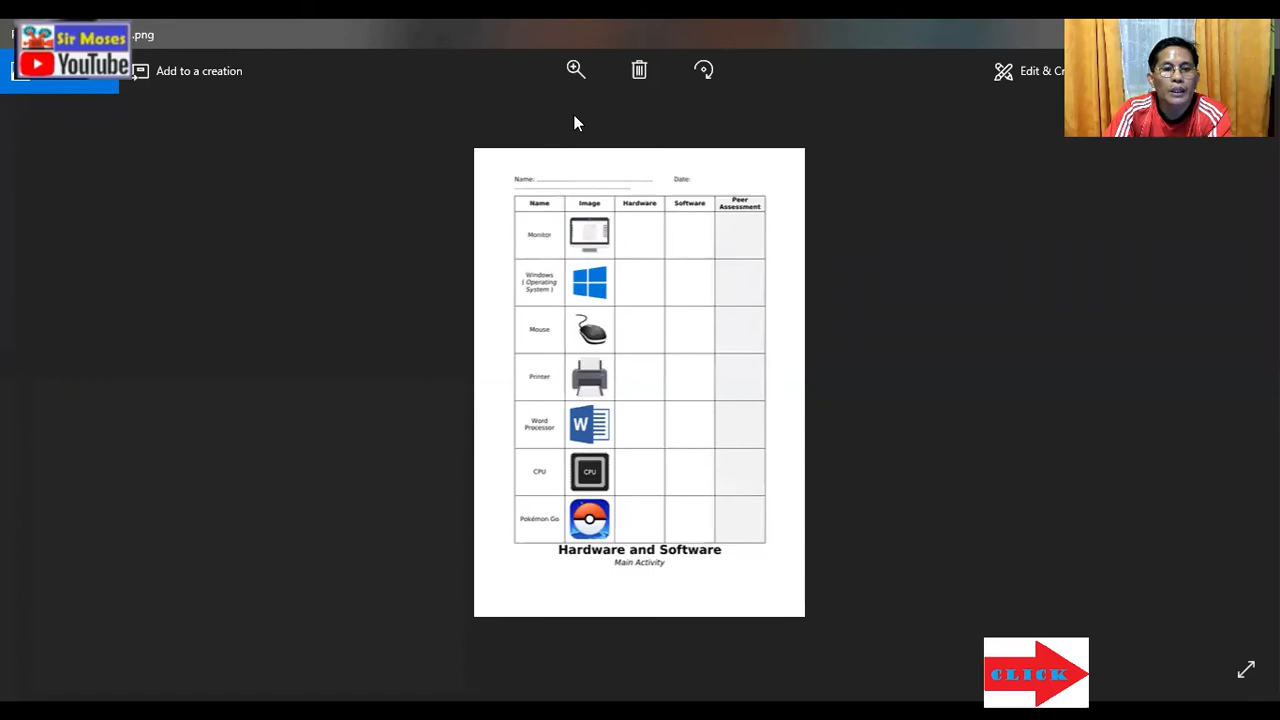 .png
Sir Moses
YouTube
Add to a creation
Edit & Cr
Name: Date:
Name Image Hardware Software Peer Assessment
Monitor
Windows
( Operating
System )
Mouse
Printer
Word
Processor
W
CPU
CPU
Pokémon Go
Hardware and Software
Main Activity
CLICK